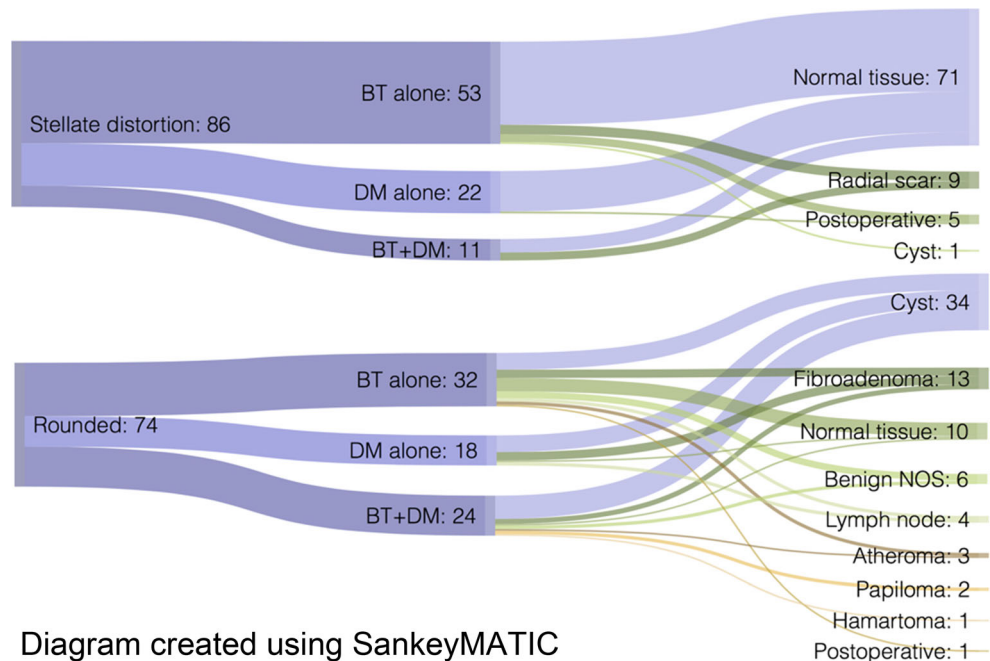 Stellate distortion: 86
BT alone: 53
DM alone: 22
BT+DM: 11
Normal tissue: 71
Radial scar: 9
Postoperative: 5
Cyst: 1
Rounded: 74
BT alone: 32
DM alone: 18
BT+DM: 24
Cyst: 34
Fibroadenoma: 13
Normal tissue: 10
Benign NOS: 6
Lymph node: 4
Atheroma: 3
Papiloma: 2
Hamartoma: 1
Postoperative: 1
Diagram created using SankeyMATIC